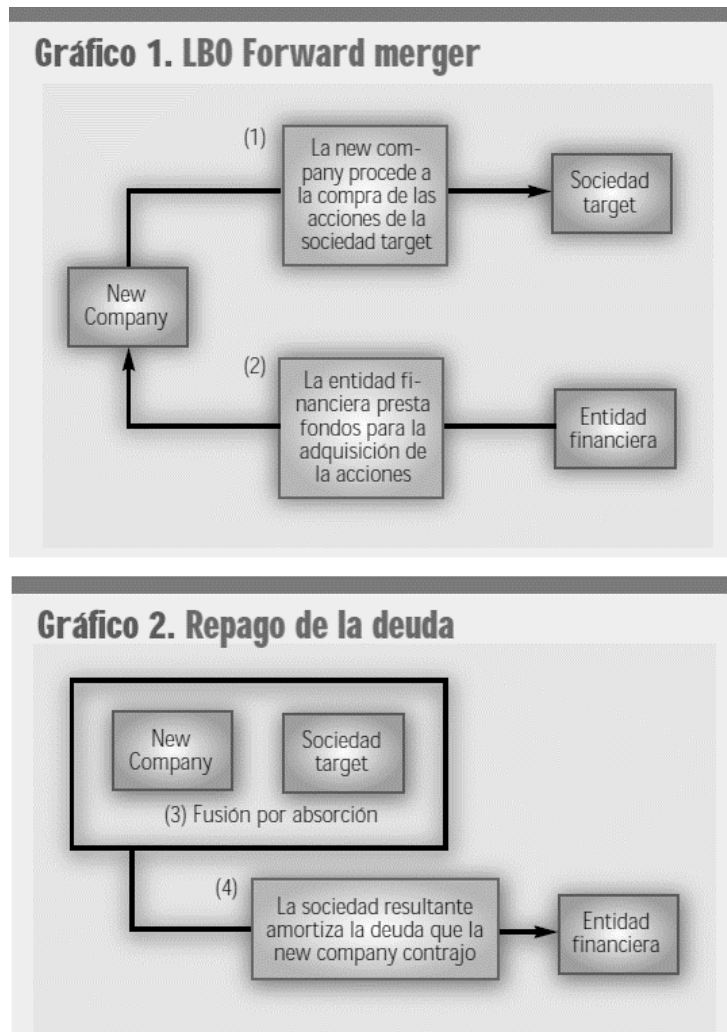 Gráfico 1. LBO Forward merger
(1)
La new com-
pany procede a
la compra de las
acciones de la
sociedad target
Sociedad
target
New
Company
(2)
La entidad fi-
nanciera presta
fondos para la
adquisición de
la acciones
Entidad
financiera
Gráfico 2. Repago de la deuda
New
Company
Sociedad
target
(3) Fusión por absorción
(4)
La sociedad resultante
amortiza la deuda que la
new company contrajo
Entidad
financiera